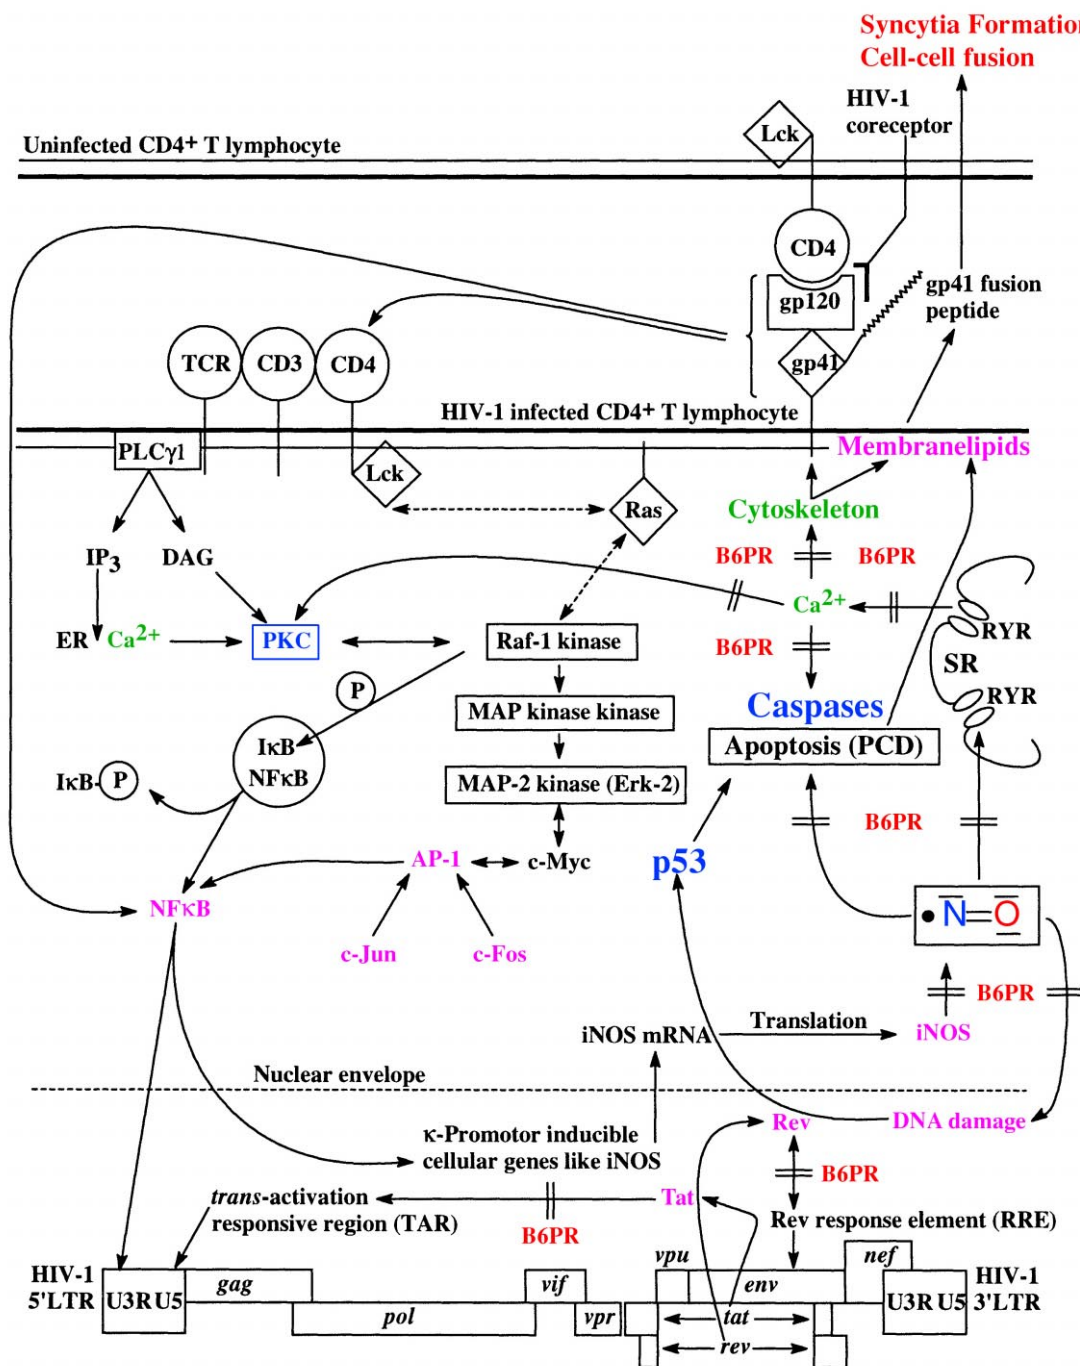 Syncytia Formation
Cell-cell fusion
HIV-1
coreceptor
Lck
Uninfected CD4+ T lymphocyte
CD4
gp120
gp41 fusion
peptide
TCR
CD3
CD4
gp41
HIV-1 infected CD4+ T lymphocyte
PLCγ1
Membranelipids
Lck
Ras
Cytoskeleton
IP3
DAG
B6PR
B6PR
Ca2+
ER
Ca2+
PKC
Raf-1 kinase
B6PR
RYR
SR
P
MAP kinase kinase
Caspases
RYR
IκB
NFκB
Apoptosis (PCD)
IκB-P
MAP-2 kinase (Erk-2)
B6PR
AP-1
c-Myc
p53
NFκB
•N=O
c-Jun
c-Fos
B6PR
iNOS mRNA
Translation
iNOS
Nuclear envelope
Rev
DNA damage
κ-Promotor inducible
cellular genes like iNOS
B6PR
trans-activation
responsive region (TAR)
Tat
B6PR
Rev response element (RRE)
HIV-1
5'LTR
U3RU5
gag
pol
vif
vpr
vpu
env
tat
rev
nef
U3RU5
HIV-1
3'LTR